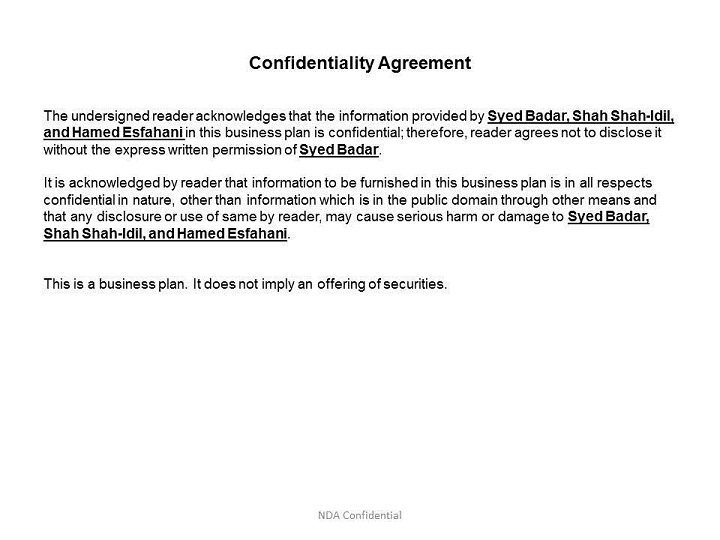 Confidentiality Agreement
The undersigned reader acknowledges that the information provided by Syed Badar, Shah Shah-Idil,
and Hamed Esfahani in this business plan is confidential; therefore, reader agrees not to disclose it
without the express written permission of Syed Badar.
It is acknowledged by reader that information to be furnished in this business plan is in all respects
confidential in nature, other than information which is in the public domain through other means and
that any disclosure or use of same by reader, may cause serious harm or damage to Syed Badar,
Shah Shah-Idil, and Hamed Esfahani.
This is a business plan. It does not imply an offering of securities.
NDA Confidential